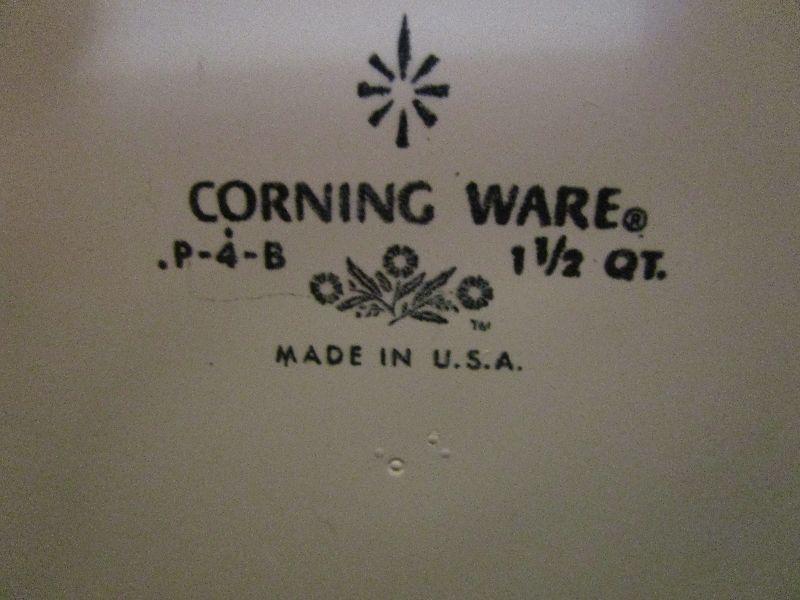 CORNING WARE®
.P-4-B 1 1/2 QT.
TM
MADE IN U.S.A.